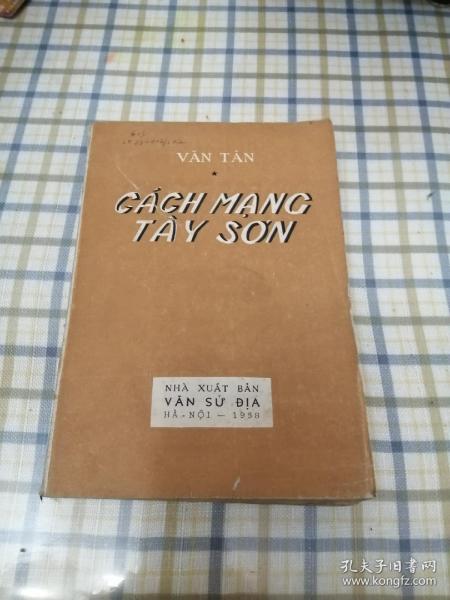 VĂN TÂN
CÁCH MẠNG
TÂY SƠN
NHÀ XUẤT BẢN
VĂN SỬ ĐỊA
HÀ-NỘI — 1958
孔夫子旧书网
www.kongfz.com